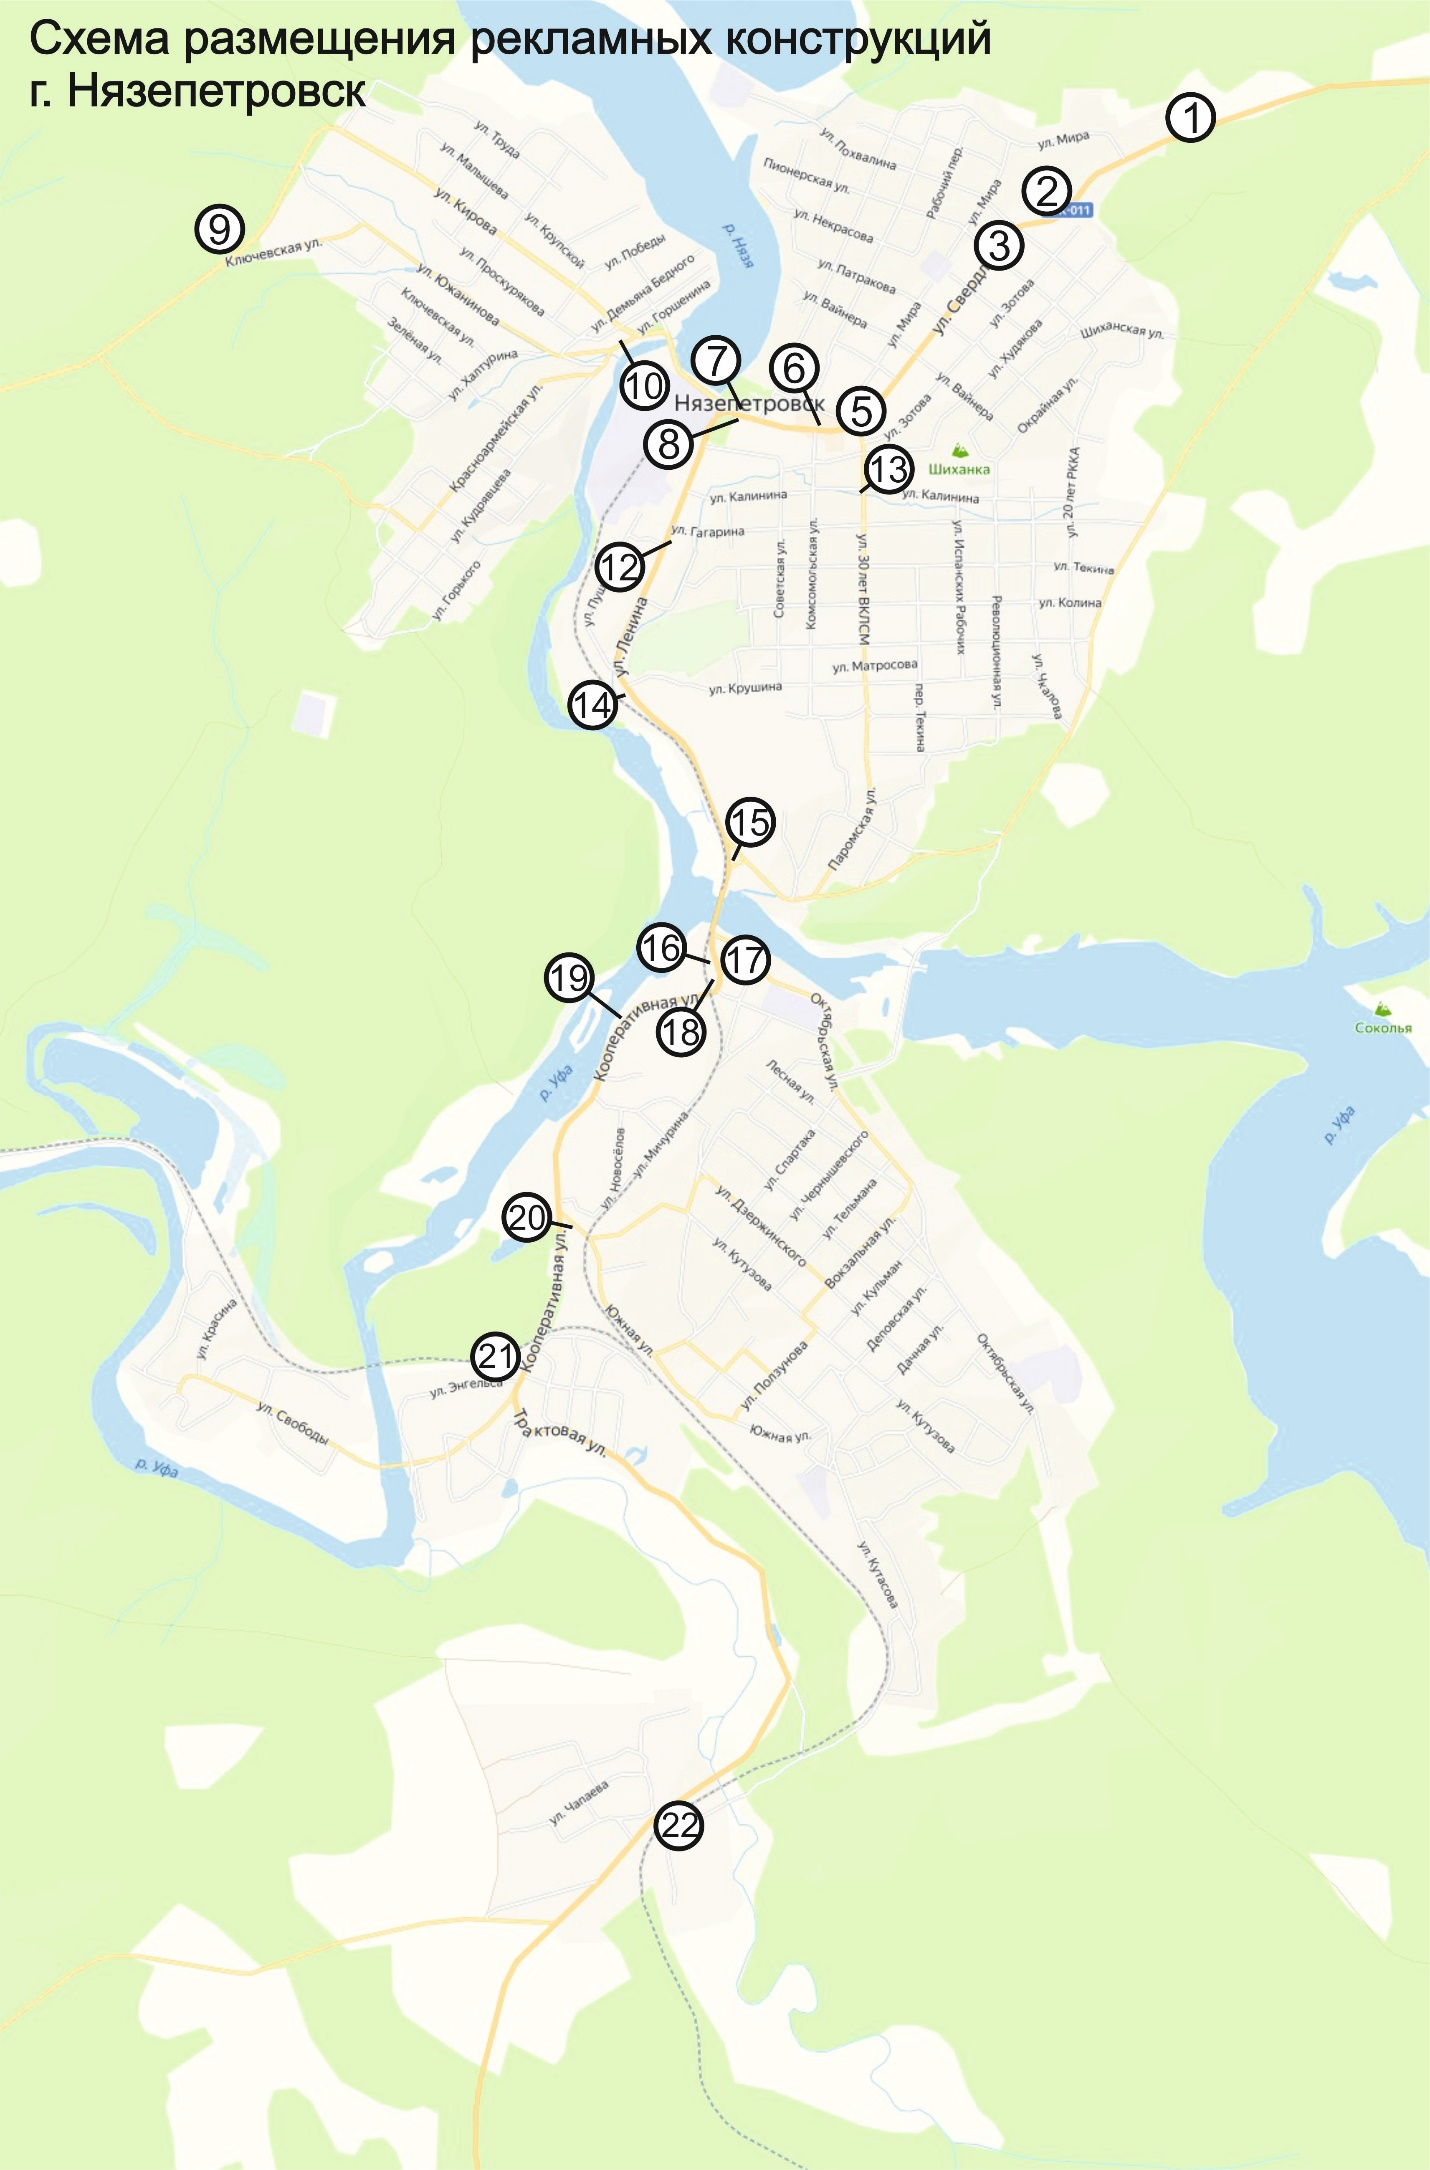 Схема размещения рекламных конструкций
г. Нязепетровск
1
ул. Труда
ул. Похвалина
ул. Мира
ул. Малышева
Пионерская ул.
Рабочий пер.
2
-011
ул. Кирова
ул. Мира
9
ул. Крупской
ул. Некрасова
3
Ключевская ул.
ул. Победы
р. Нязя
ул. Проскурякова
ул. Южанинова
ул. Демьяна Бедного
ул. Горшенина
ул. Патракова
ул. Свердл
ул. Зотова
Ключевская ул.
Зелёная ул.
ул. Вайнера
ул. Мира
ул. Худякова
Шиханская ул.
7
6
10
ул. Халтурина
Нязепетровск
5
ул. Вайнера
Окрайная ул.
ул. Зотова
8
Красноармейская ул.
13
Шиханка
ул. Калинина
ул. Калинина
ул. 20 лет РККА
ул. Кудрявцева
ул. Гагарина
12
ул. Горького
ул. Пуш
Советская ул.
Комсомольская ул.
ул. 30 лет ВКЛСМ
ул. Испанских Рабочих
ул. Текина
ул. Колина
Революционная ул.
ул. Ленина
ул. Матросова
ул. Крушина
пер. Текина
ул. Чкалова
14
15
Паромская ул.
16
17
19
Кооперативная ул.
18
Октябрьская ул.
Соколья
р. Уфа
Лесная ул.
р. Уфа
ул. Новосёлов
ул. Мичурина
ул. Спартака
ул. Чернышевского
20
ул. Дзержинского
ул. Тельмана
ул. Кутузова
Вокзальная ул.
Кооперативная ул.
ул. Кульман
ул. Красина
Южная ул.
Деповская ул.
21
Дачная ул.
Октябрьская ул.
ул. Энгельса
ул. Ползунова
ул. Свободы
Трактовая ул.
Южная ул.
ул. Кутузова
р. Уфа
ул. Кутасова
ул. Чапаева
22